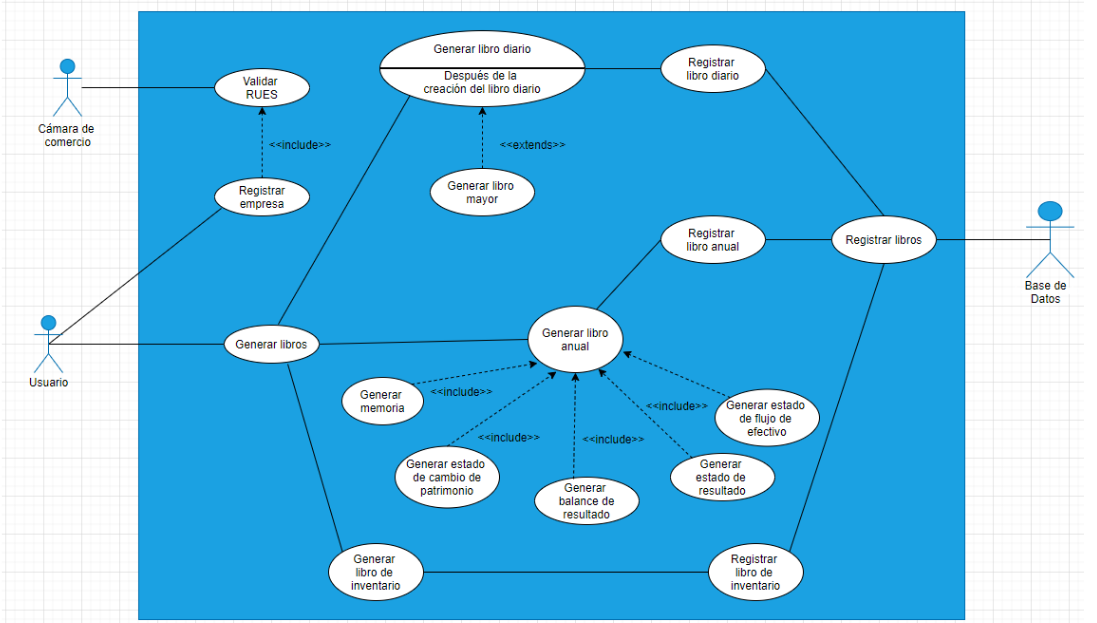 Generar libro diario
Después de la
creación del libro diario
Registrar
libro diario
Validar
RUES
Cámara de
comercio
<<include>>
<<extends>>
Registrar
empresa
Generar libro
mayor
Registrar
libro anual
Registrar libros
Base de
Datos
Generar libros
Generar libro
anual
Usuario
Generar
memoria
<<include>>
<<include>>
Generar estado
de flujo de
efectivo
<<include>>
<<include>>
Generar estado
de cambio de
patrimonio
Generar
balance de
resultado
Generar
estado de
resultado
Generar
libro de
inventario
Registrar
libro de
inventario